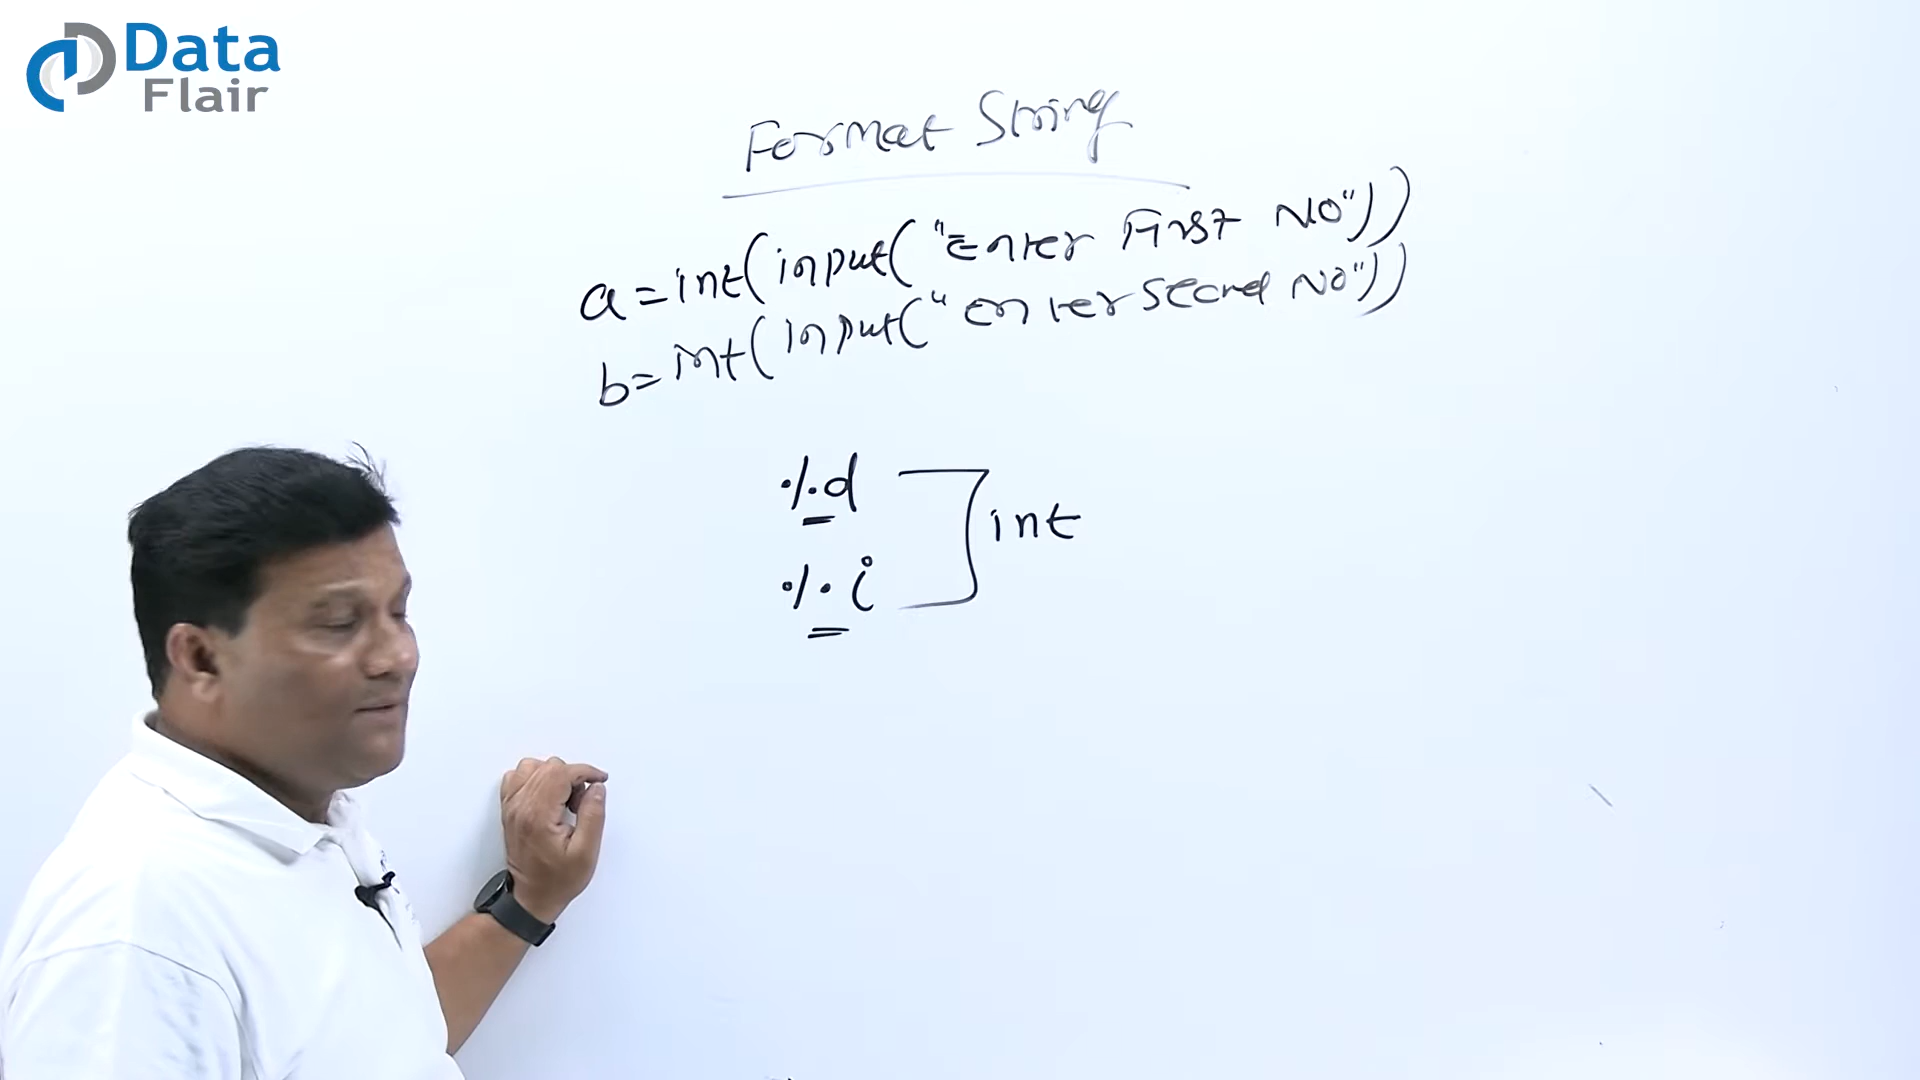 Data
Flair
Format String
a=int(input("Enter First NO"))
b=int(input("enter second NO"))
%d
int
%i